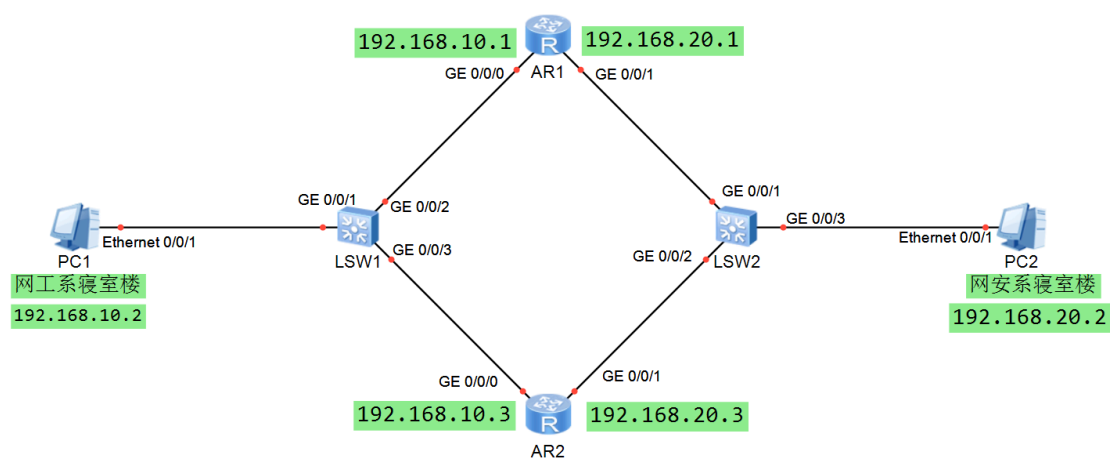 192.168.10.1
R
192.168.20.1
GE 0/0/0
AR1
GE 0/0/1
GE 0/0/1
GE 0/0/2
GE 0/0/1
GE 0/0/3
Ethernet 0/0/1
GE 0/0/3
LSW1
GE 0/0/2
LSW2
Ethernet 0/0/1
PC1
网工系寝室楼
192.168.10.2
PC2
网安系寝室楼
192.168.20.2
GE 0/0/0
GE 0/0/1
192.168.10.3
R
192.168.20.3
AR2